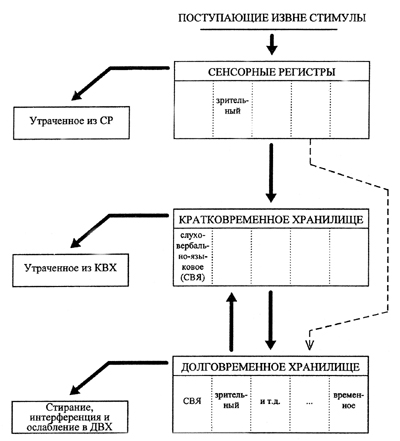 ПОСТУПАЮЩИЕ ИЗВНЕ СТИМУЛЫ
СЕНСОРНЫЕ РЕГИСТРЫ
зритель-
ный
Утраченное из СР
КРАТКОВРЕМЕННОЕ ХРАНИЛИЩЕ
слухо-
вербаль-
но-язы-
ковое
(СВЯ)
Утраченное из КВХ
ДОЛГОВРЕМЕННОЕ ХРАНИЛИЩЕ
СВЯ
зритель-
ный
и т.д.
...
времен-
ное
Стирание,
интерференция и
ослабление в ДВХ